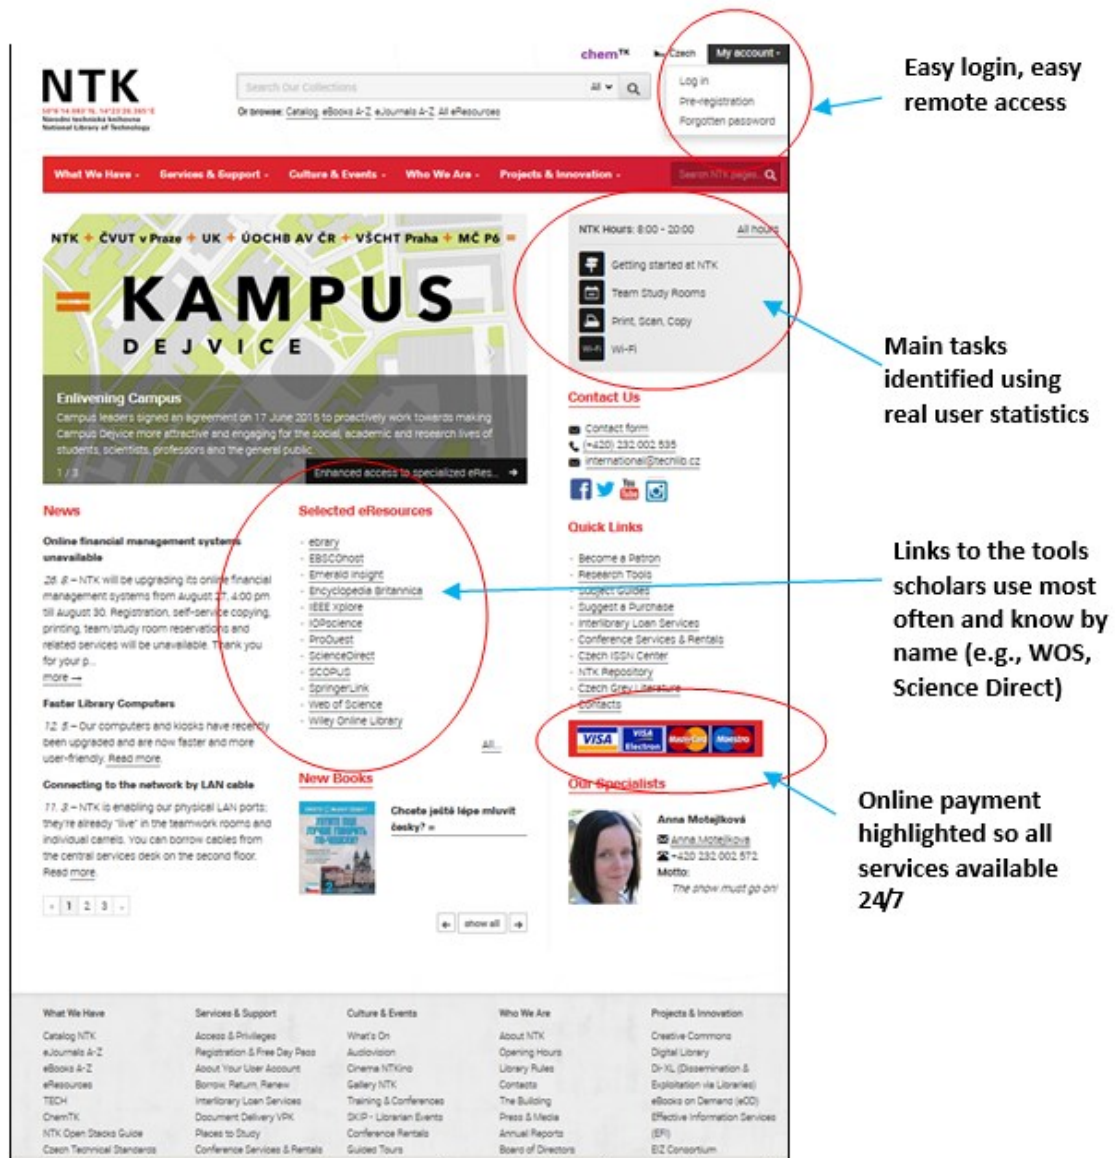 chemTK
Czech
My account
Log in
Pre-registration
Forgotten password
Easy login, easy
remote access
NTK
50°6'14.083"N, 14°23'26.365"E
Národní technická knihovna
National Library of Technology
Search Our Collections
All
Or browse: Catalog eBooks A-Z eJournals A-Z All eResources
What We Have
Services & Support
Culture & Events
Who We Are
Projects & Innovation
Search NTK pages...
NTK + ČVUT v Praze + UK + ÚOCHB AV ČR + VŠCHT Praha + MČ P6 =
= KAMPUS
DEJVICE
Enlivening Campus
Campus leaders signed an agreement on 17 June 2015 to proactively work towards making
Campus Dejvice more attractive and engaging for the social, academic and research lives of
students, scientists, professors and the general public.
1 / 3
Enhanced access to specialized eRes... →
NTK Hours: 8:00 - 20:00
All hours
Getting started at NTK
Team Study Rooms
Print, Scan, Copy
Wi-Fi
Wi-Fi
Main tasks
identified using
real user statistics
Contact Us
Contact form
(+420) 232 002 535
international@techlib.cz
You
Tube
News
Online financial management systems
unavailable
26. 8. – NTK will be upgrading its online financial
management systems from August 27, 4:00 pm
till August 30. Registration, self-service copying,
printing, team/study room reservations and
related services will be unavailable. Thank you
for your p...
more →
Faster Library Computers
12. 5. – Our computers and kiosks have recently
been upgraded and are now faster and more
user-friendly. Read more.
Connecting to the network by LAN cable
11. 3. – NTK is enabling our physical LAN ports;
they're already "live" in the teamwork rooms and
individual carrels. You can borrow cables from
the central services desk on the second floor.
Read more.
« 1 2 3 »
Selected eResources
- ebrary
- EBSCOhost
- Emerald Insight
- Encyclopedia Britannica
- IEEE Xplore
- IOPscience
- ProQuest
- ScienceDirect
- SCOPUS
- SpringerLink
- Web of Science
- Wiley Online Library
All...
New Books
Chcete ještě lépe mluvit
česky? =
← show all →
Quick Links
- Become a Patron
- Research Tools
- Subject Guides
- Suggest a Purchase
- Interlibrary Loan Services
- Conference Services & Rentals
- Czech ISSN Center
- NTK Repository
- Czech Grey Literature
- Contacts
VISA
VISA
Electron
MasterCard
Maestro
Links to the tools
scholars use most
often and know by
name (e.g., WOS,
Science Direct)
Our Specialists
Anna Motejlková
Anna.Motejlkova
+420 232 002 572
Motto:
The show must go on!
Online payment
highlighted so all
services available
24/7
What We Have
Catalog NTK
eJournals A-Z
eBooks A-Z
eResources
TECH
ChemTK
NTK Open Stacks Guide
Czech Technical Standards
Services & Support
Access & Privileges
Registration & Free Day Pass
About Your User Account
Borrow, Return, Renew
Interlibrary Loan Services
Document Delivery VPK
Places to Study
Conference Services & Rentals
Culture & Events
What's On
Audiovision
Cinema NTKino
Gallery NTK
Training & Conferences
SKIP - Librarian Events
Conference Rentals
Guided Tours
Who We Are
About NTK
Opening Hours
Library Rules
Contacts
The Building
Press & Media
Annual Reports
Board of Directors
Projects & Innovation
Creative Commons
Digital Library
Di-XL (Dissemination &
Exploitation via Libraries)
eBooks on Demand (eOD)
Effective Information Services
(EFI)
EIZ Consortium